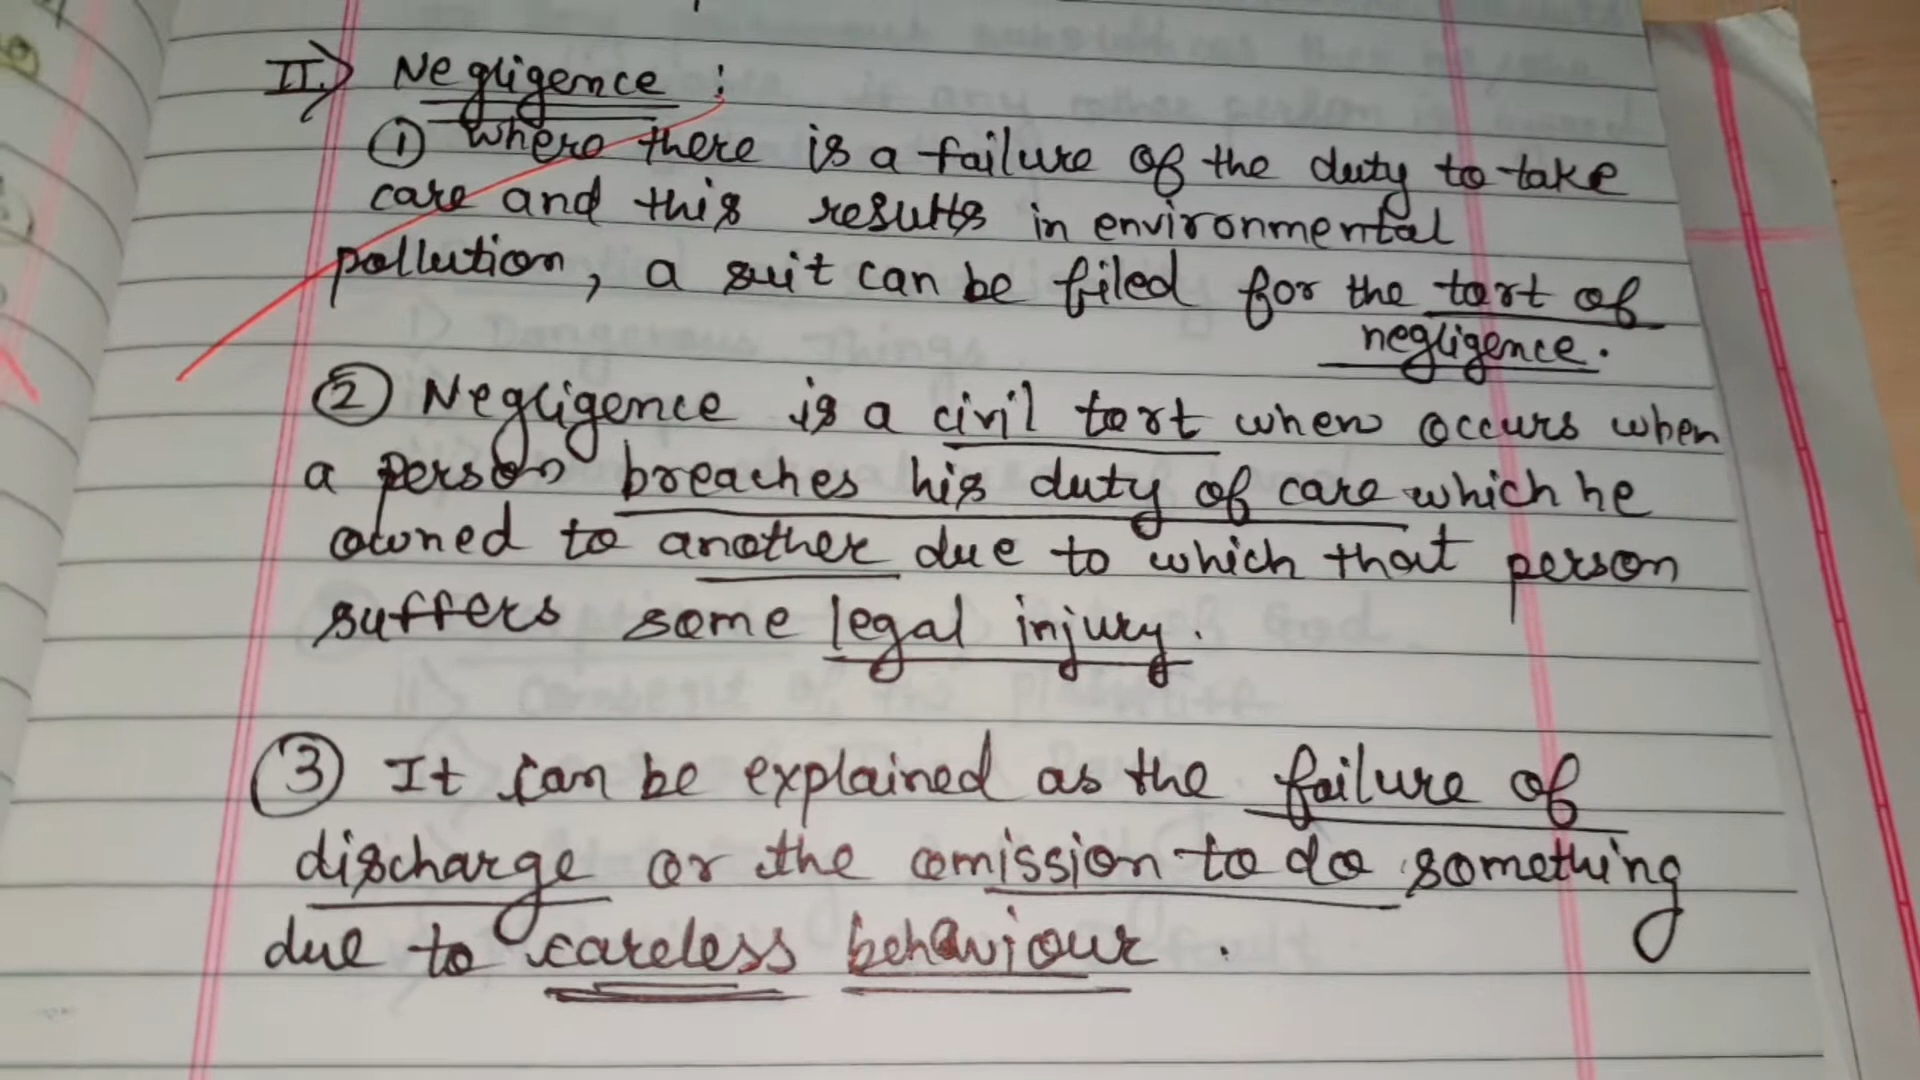 II.) Negligence :
① where there is a failure of the duty to take
care and this results in environmental
pollution, a suit can be filed for the tort of
negligence.
② Negligence is a civil tort when occurs when
a person breaches his duty of care which he
owned to another due to which that person
suffers some legal injury.
③ It can be explained as the failure of
discharge or the omission to do something
due to careless behaviour.